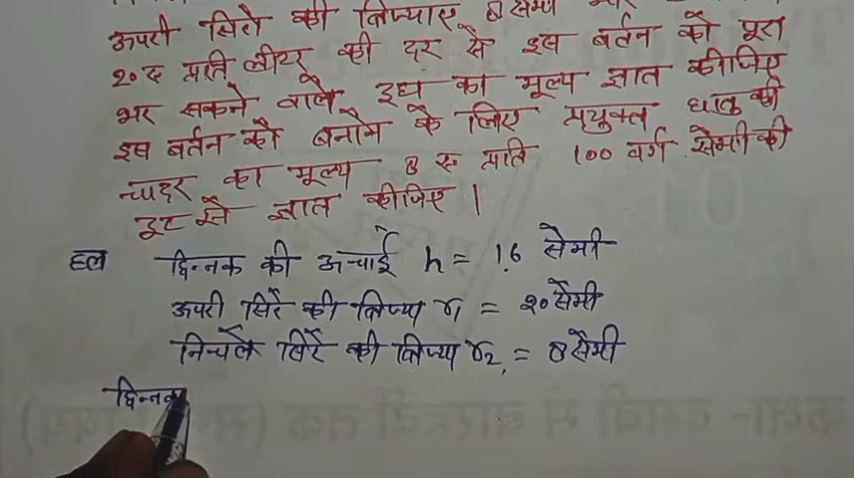 ऊपरी सिरों की त्रिज्याएं 8 सेमी
20 रु प्रति लीटर की दर से इस बर्तन को पूरा
भर सकने वाले दूध का मूल्य ज्ञात कीजिए
इस बर्तन को बनाने के लिए प्रयुक्त धातु की
चादर का मूल्य 8 रु प्रति 100 वर्ग सेमी की
दर से ज्ञात कीजिए ।
हल छिन्नक की ऊँचाई h = 16 सेमी
ऊपरी सिरे की त्रिज्या r₁ = 20 सेमी
निचले सिरे की त्रिज्या r₂ = 8 सेमी
छिन्नक